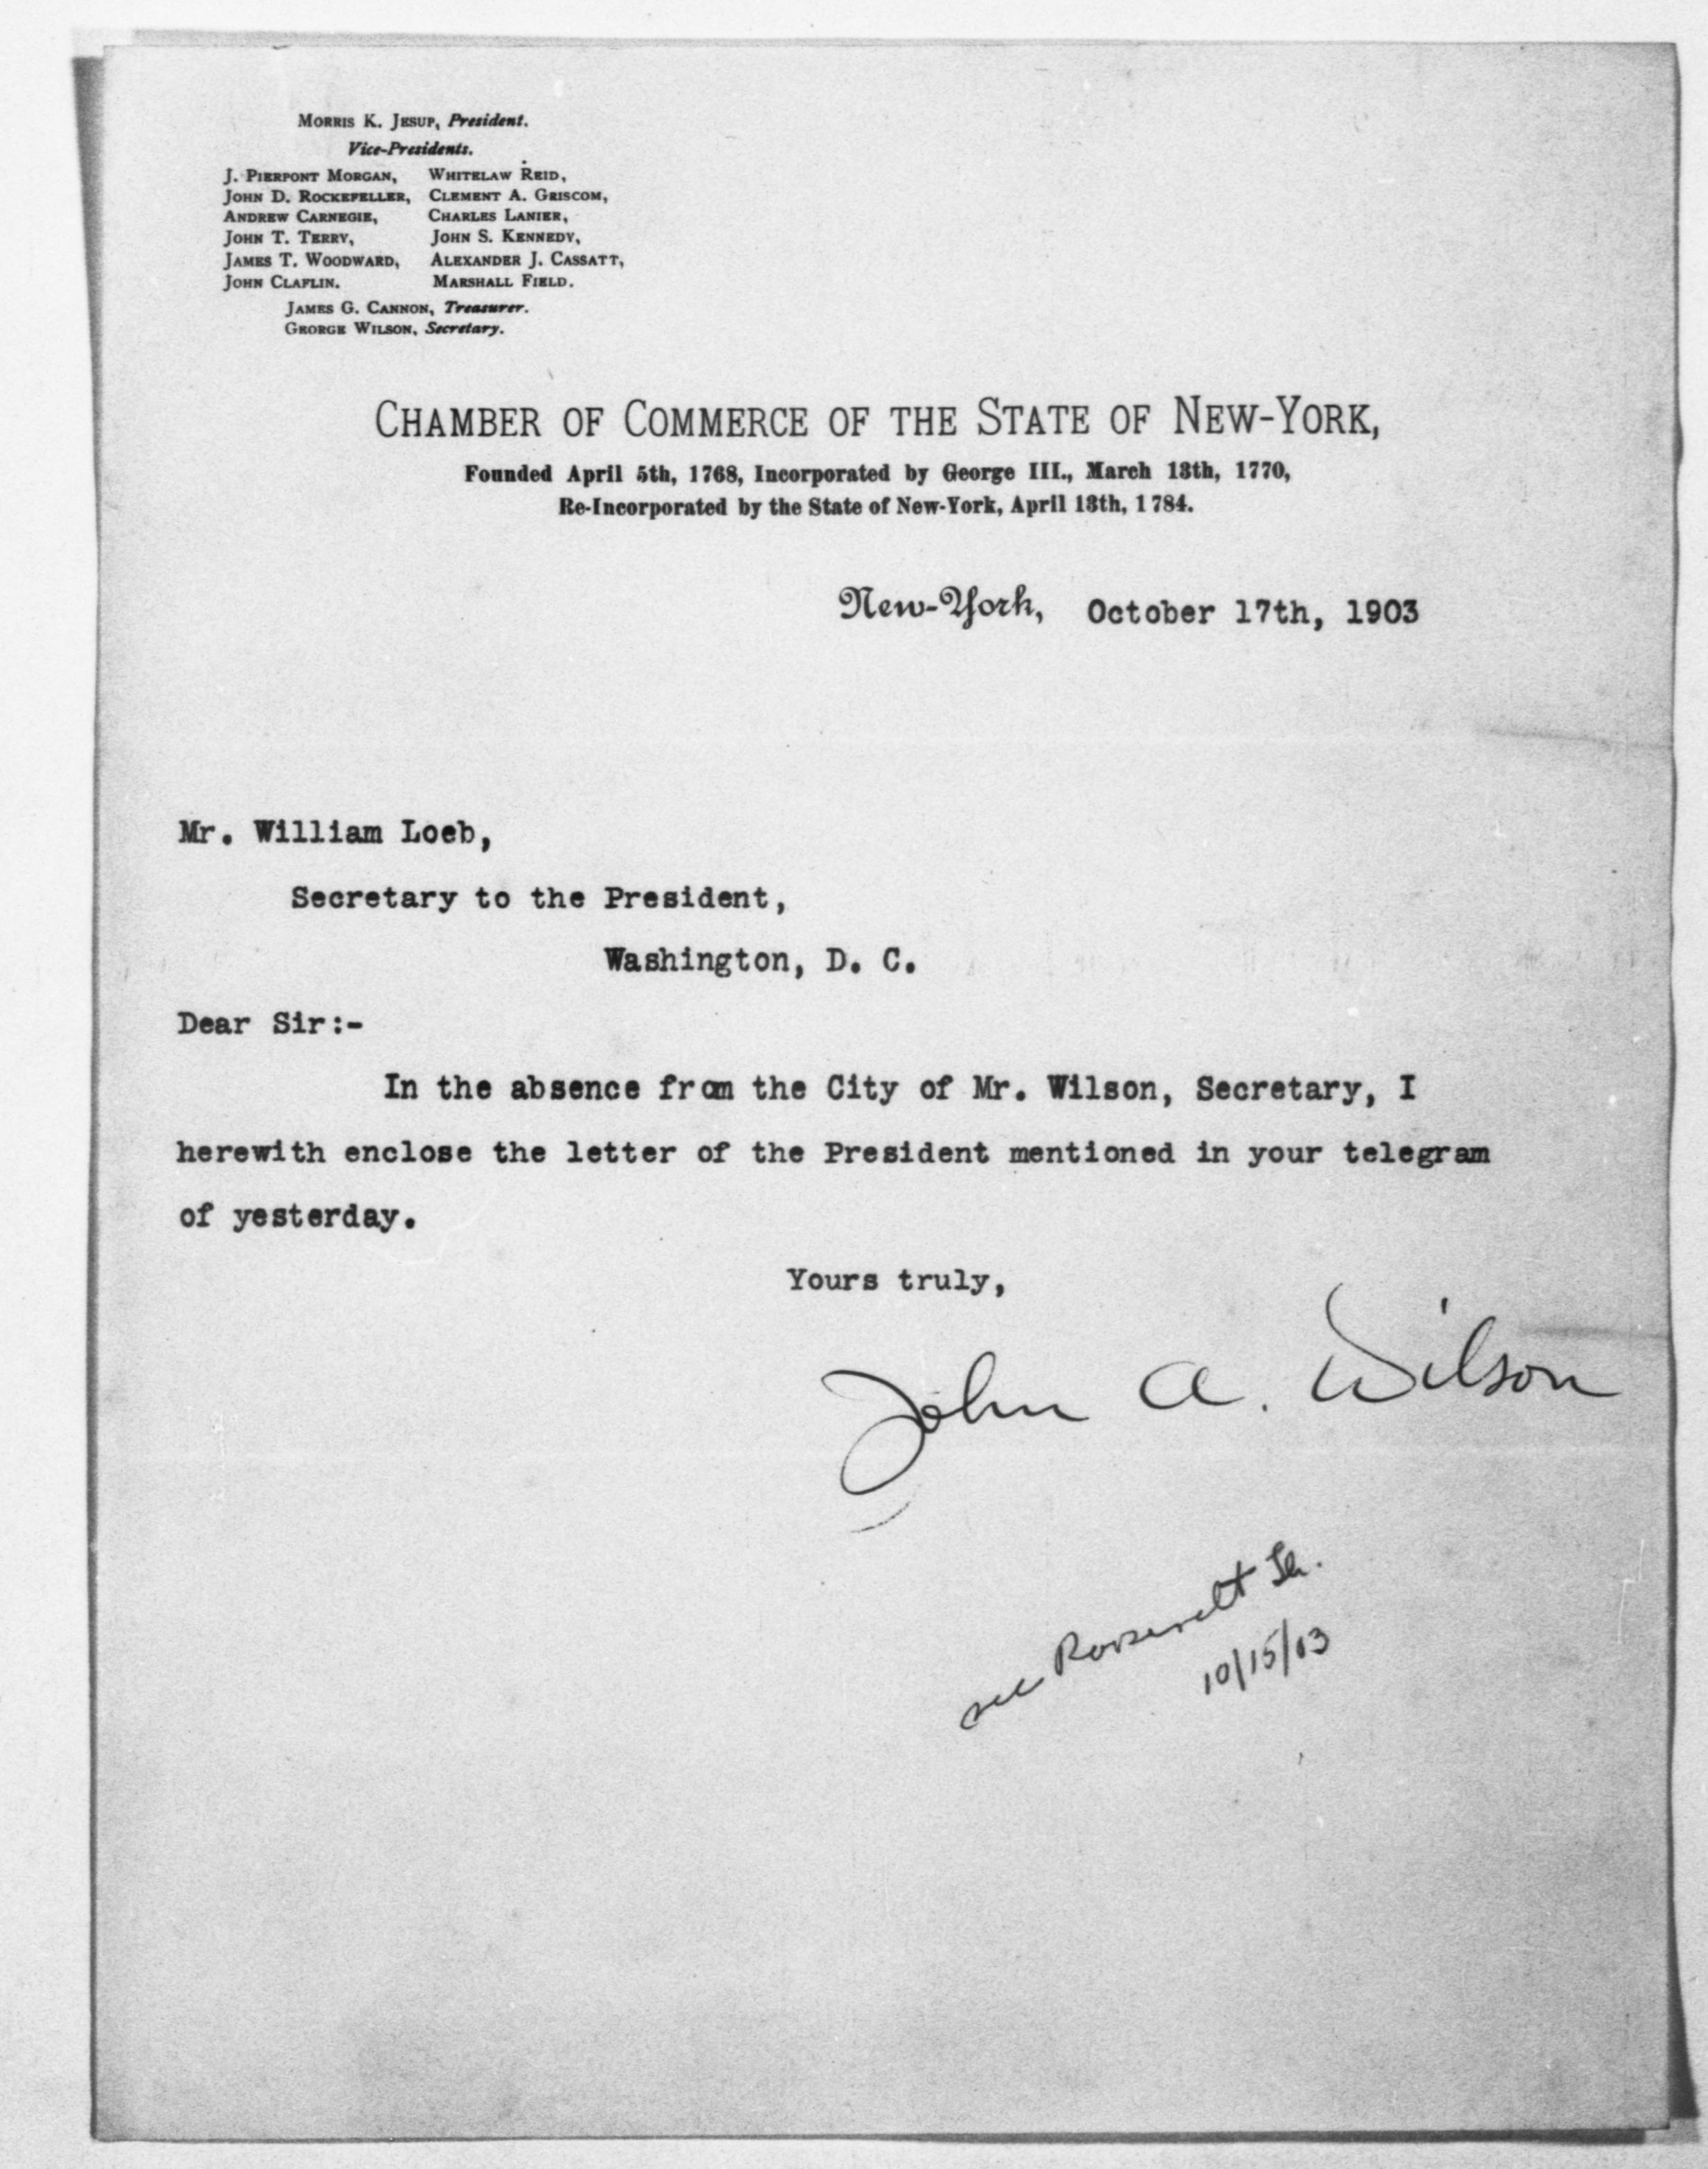 Morris K. Jesup, President.
Vice-Presidents.
J. Pierpont Morgan, Whitelaw Reid,
John D. Rockefeller, Clement A. Griscom,
Andrew Carnegie, Charles Lanier,
John T. Terry, John S. Kennedy,
James T. Woodward, Alexander J. Cassatt,
John Claflin. Marshall Field.
James G. Cannon, Treasurer.
George Wilson, Secretary.
Chamber of Commerce of the State of New-York,
Founded April 5th, 1768, Incorporated by George III., March 13th, 1770,
Re-Incorporated by the State of New-York, April 13th, 1784.
New-York, October 17th, 1903
Mr. William Loeb,
Secretary to the President,
Washington, D. C.
Dear Sir:-
In the absence from the City of Mr. Wilson, Secretary, I
herewith enclose the letter of the President mentioned in your telegram
of yesterday.
Yours truly,
John A. Wilson
see Roosevelt
10/15/03